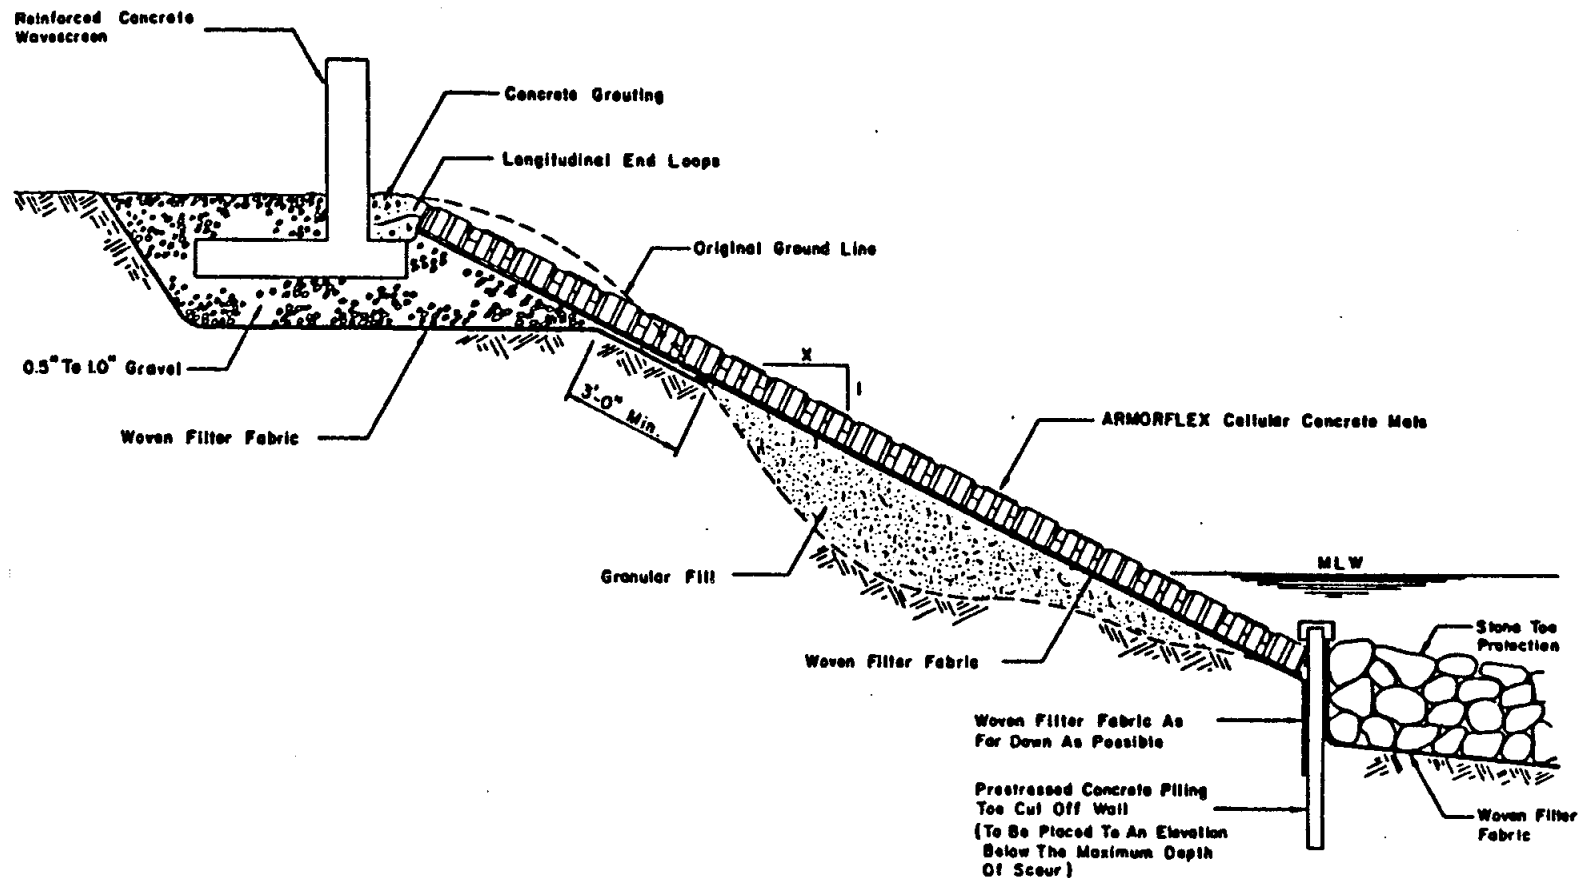 Reinforced Concrete
Wavescreen
Concrete Grouting
Longitudinal End Loops
Original Ground Line
0.5" To 1.0" Gravel
X
1
3'-0" Min.
ARMORFLEX Cellular Concrete Mats
Woven Filter Fabric
MLW
Granular Fill
Stone Toe
Protection
Woven Filter Fabric
Woven Filter Fabric As
Far Down As Possible
Prestressed Concrete Piling
Toe Cut Off Wall
(To Be Placed To An Elevation
Below The Maximum Depth
Of Scour)
Woven Filter
Fabric